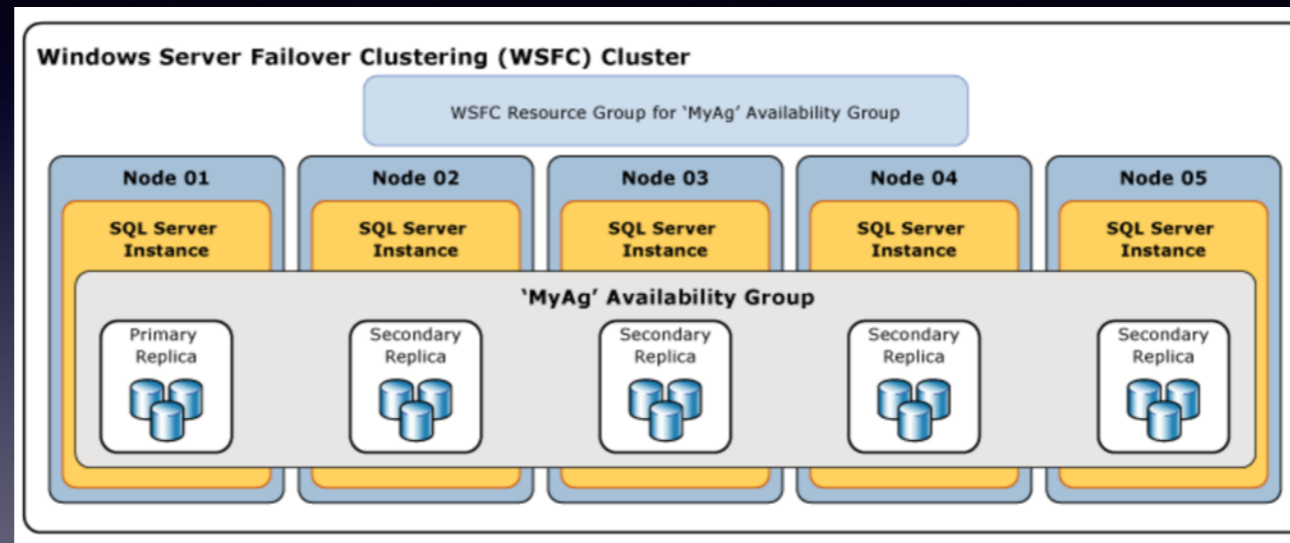 Windows Server Failover Clustering (WSFC) Cluster
WSFC Resource Group for ‘MyAg’ Availability Group
Node 01
SQL Server
Instance
Node 02
SQL Server
Instance
Node 03
SQL Server
Instance
Node 04
SQL Server
Instance
Node 05
SQL Server
Instance
‘MyAg’ Availability Group
Primary
Replica
Secondary
Replica
Secondary
Replica
Secondary
Replica
Secondary
Replica